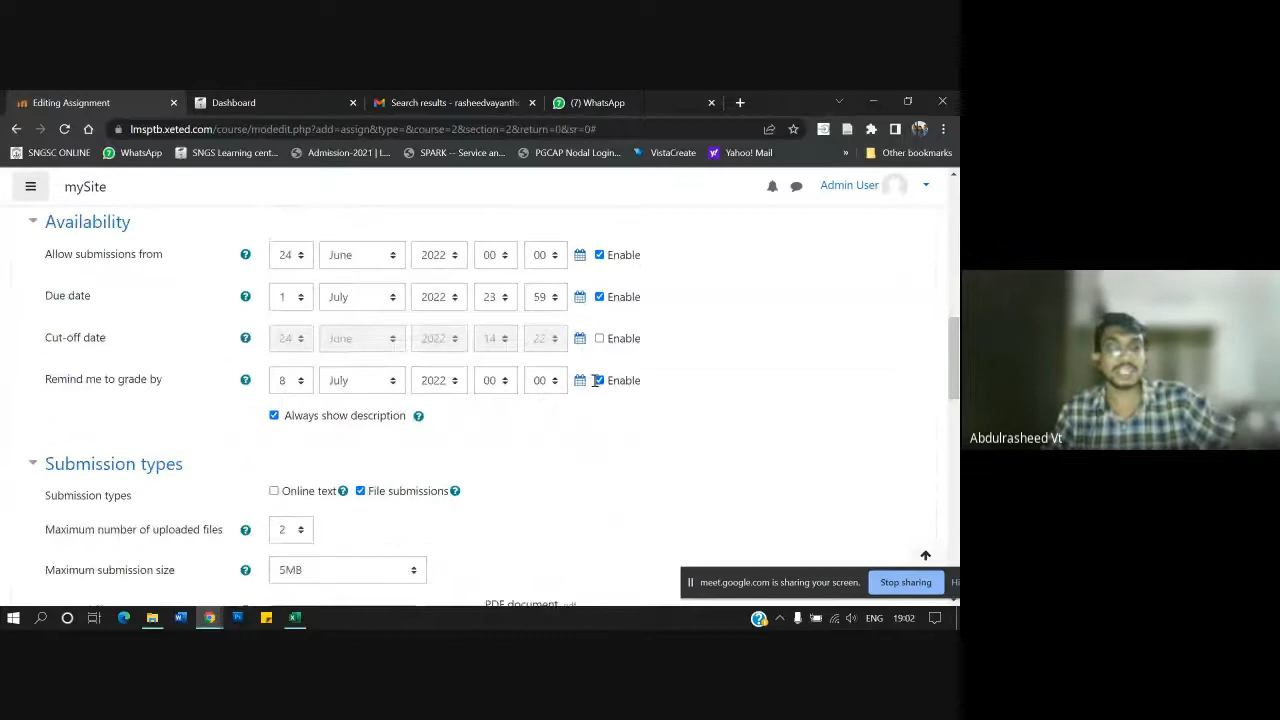 Editing Assignment
Dashboard
Search results - rasheedvayanth
(7) WhatsApp
lmsptb.xeted.com/course/modedit.php?add=assign&type=&course=2&section=2&return=0&sr=0#
SNGSC ONLINE
WhatsApp
SNGS Learning cent...
Admission-2021 | L...
SPARK -- Service an...
PGCAP Nodal Login...
VistaCreate
Yahoo! Mail
»
Other bookmarks
mySite
Admin User
Availability
Allow submissions from 24 June 2022 00 00 Enable
Due date 1 July 2022 23 59 Enable
Cut-off date 24 June 2022 14 22 Enable
Remind me to grade by 8 July 2022 00 00 Enable
Always show description
Abdulrasheed Vt
Submission types
Submission types Online text File submissions
Maximum number of uploaded files 2
Maximum submission size 5MB
meet.google.com is sharing your screen. Stop sharing Hi
PDF document .pdf
ENG 19:02